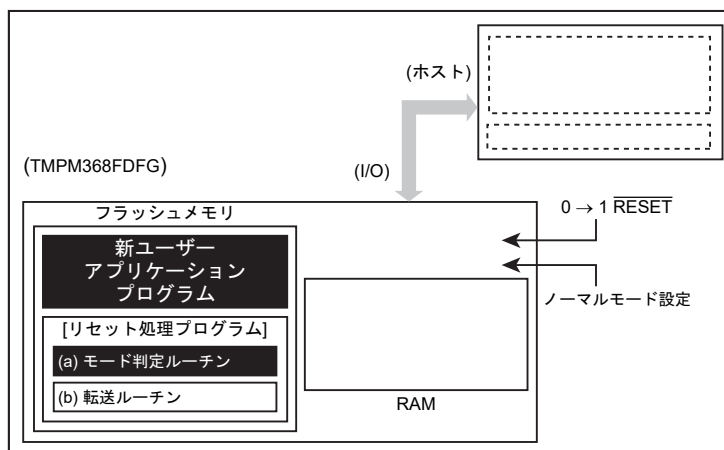 (ホスト)
(TMPM368FDFG)
(I/O)
フラッシュメモリ
0 → 1 RESET
新ユーザー
アプリケーション
プログラム
ノーマルモード設定
[リセット処理プログラム]
(a) モード判定ルーチン
(b) 転送ルーチン
RAM